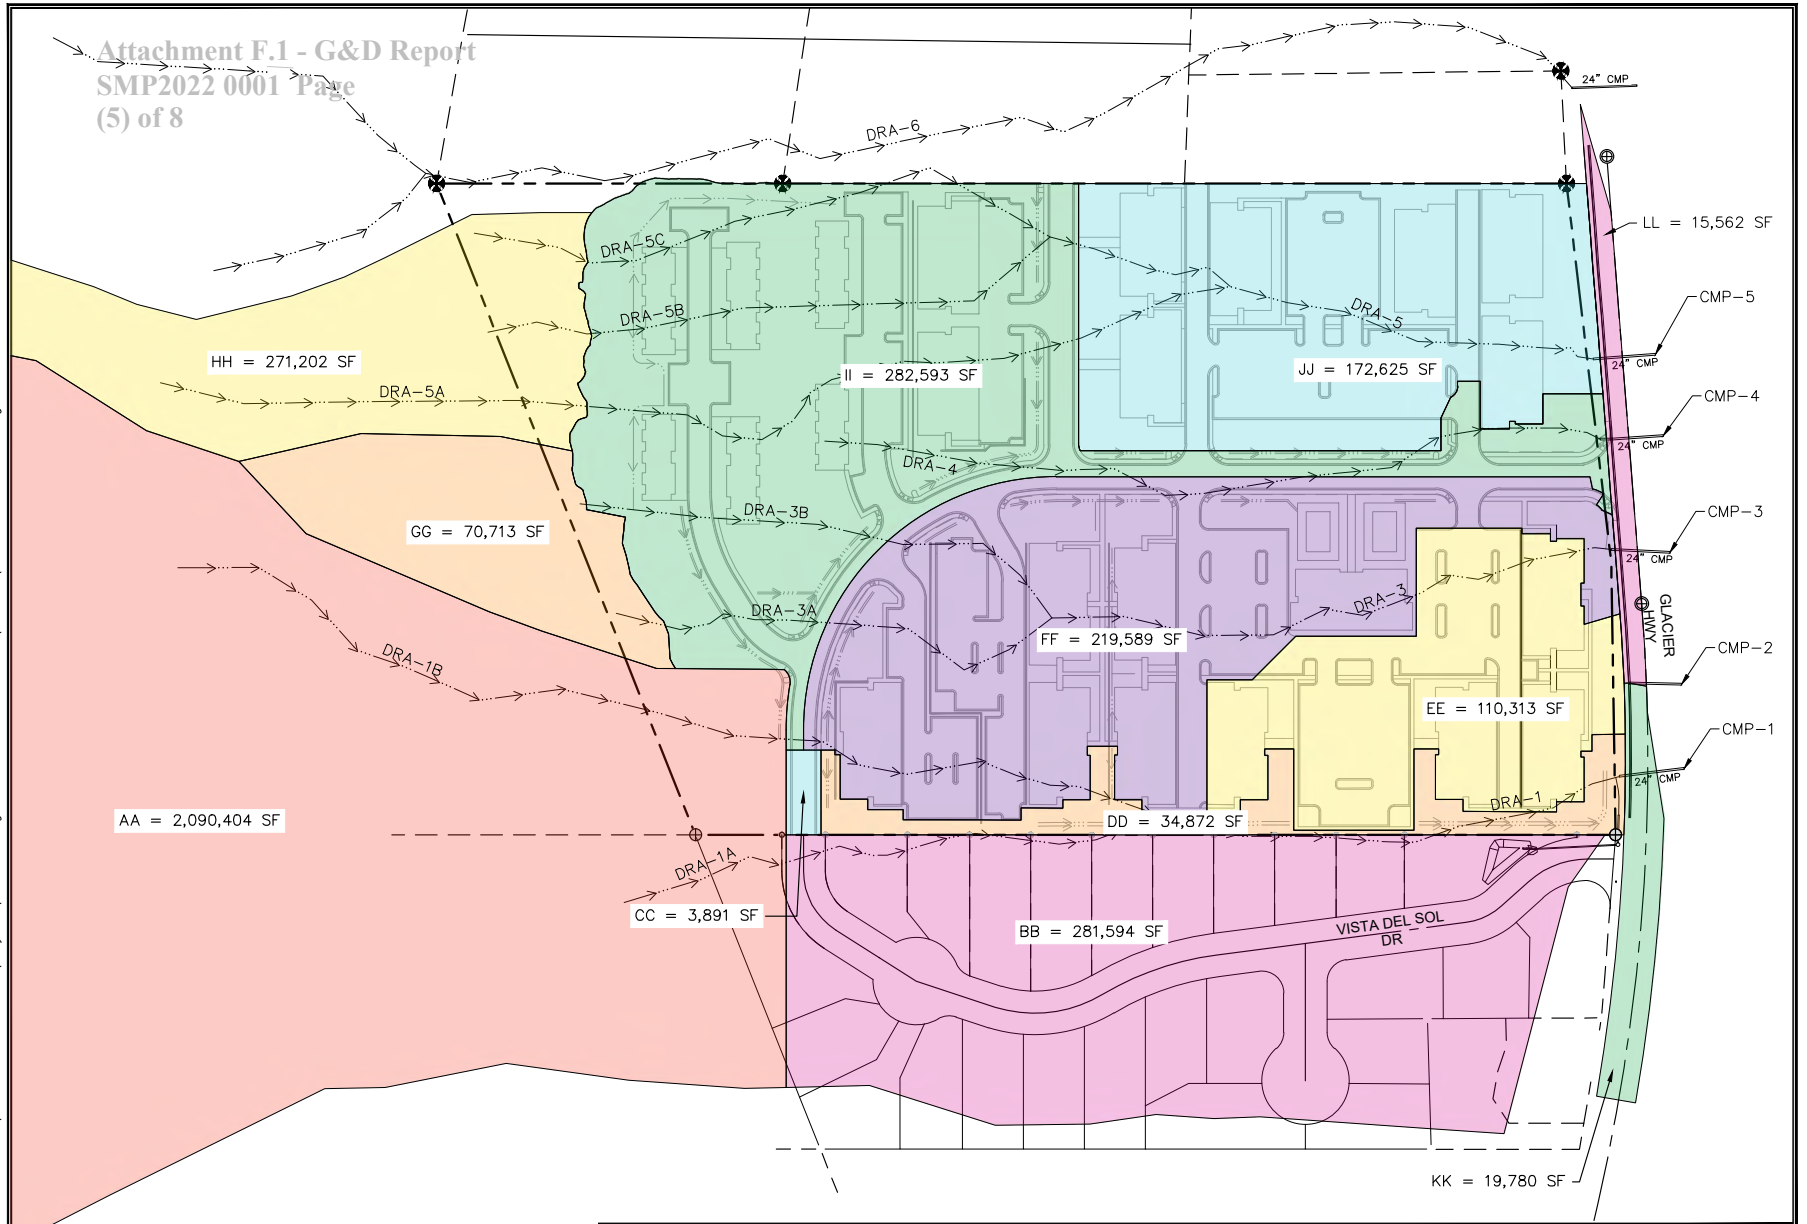 Attachment F.1 - G&D Report
SMP2022 0001 Page
(5) of 8
24" CMP
DRA-6
LL = 15,562 SF
DRA-5C
CMP-5
DRA-5B
DRA-5
HH = 271,202 SF
24" CMP
II = 282,593 SF
JJ = 172,625 SF
DRA-5A
CMP-4
24" CMP
DRA-4
DRA-3B
CMP-3
GG = 70,713 SF
24" CMP
DRA-3A
DRA-3
GLACIER
HWY
FF = 219,589 SF
DRA-1B
CMP-2
EE = 110,313 SF
CMP-1
24" CMP
DRA-1
AA = 2,090,404 SF
DD = 34,872 SF
DRA-1A
CC = 3,891 SF
BB = 281,594 SF
VISTA DEL SOL
DR
KK = 19,780 SF